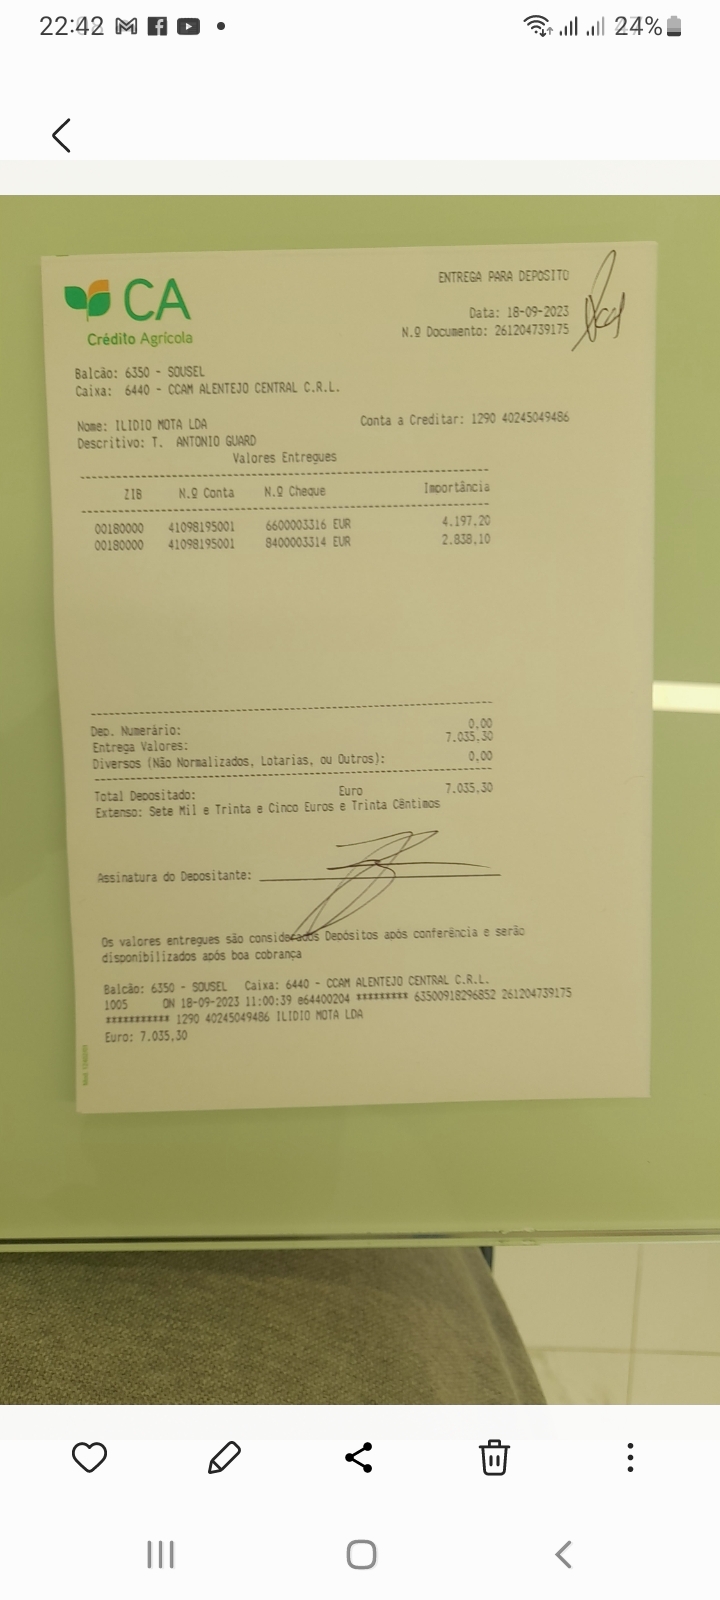 22:42
24%
CA
Crédito Agrícola
ENTREGA PARA DEPOSITO
Data: 18-09-2023
N.º Documento: 261204739175
Balcão: 6350 - SOUSEL
Caixa: 6440 - CCAM ALENTEJO CENTRAL C.R.L.
Nome: ILIDIO MOTA LDA
Conta a Creditar: 1290 40245049486
Descritivo: T. ANTONIO GUARD
Valores Entregues
ZIB N.º Conta N.º Cheque Importância
00180000 41098195001 6600003316 EUR 4.197,20
00180000 41098195001 8400003314 EUR 2.838,10
Dep. Numerário: 0,00
Entrega Valores: 7.035,30
Diversos (Não Normalizados, Lotarias, ou Outros): 0,00
Total Depositado: Euro 7.035,30
Extenso: Sete Mil e Trinta e Cinco Euros e Trinta Cêntimos
Assinatura do Depositante:
Os valores entregues são considerados Depósitos após conferência e serão
disponibilizados após boa cobrança
Balcão: 6350 - SOUSEL Caixa: 6440 - CCAM ALENTEJO CENTRAL C.R.L.
1005 ON 18-09-2023 11:00:39 e64400204 ********* 63500918296852 261204739175
*********** 1290 40245049486 ILIDIO MOTA LDA
Euro: 7.035,30